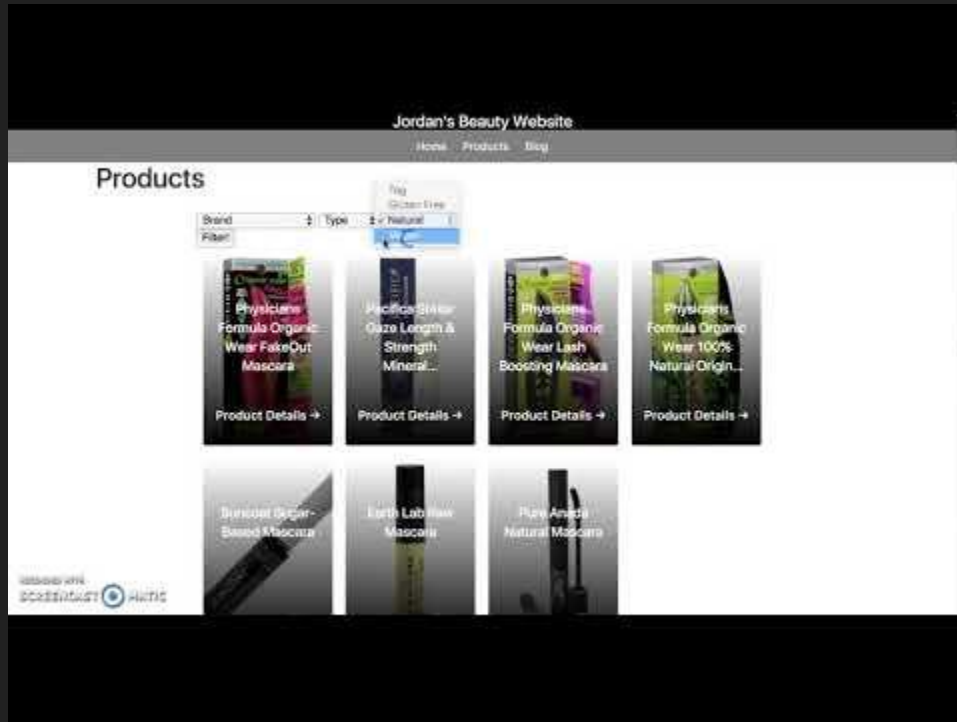 Jordan's Beauty Website
Home Products Blog
Products
Tag
Gluten Free
Brand Type ✓ Natural
Filter!
Physicians Formula Organic Wear FakeOut Mascara
Pacifica Stellar Gaze Length & Strength Mineral...
Physicians Formula Organic Wear Lash Boosting Mascara
Physicians Formula Organic Wear 100% Natural Origin...
Product Details →
Product Details →
Product Details →
Product Details →
Suncoat Sugar-Based Mascara
Earth Lab Raw Mascara
Pure Anada Natural Mascara
RECORDED WITH
SCREENCAST MATIC